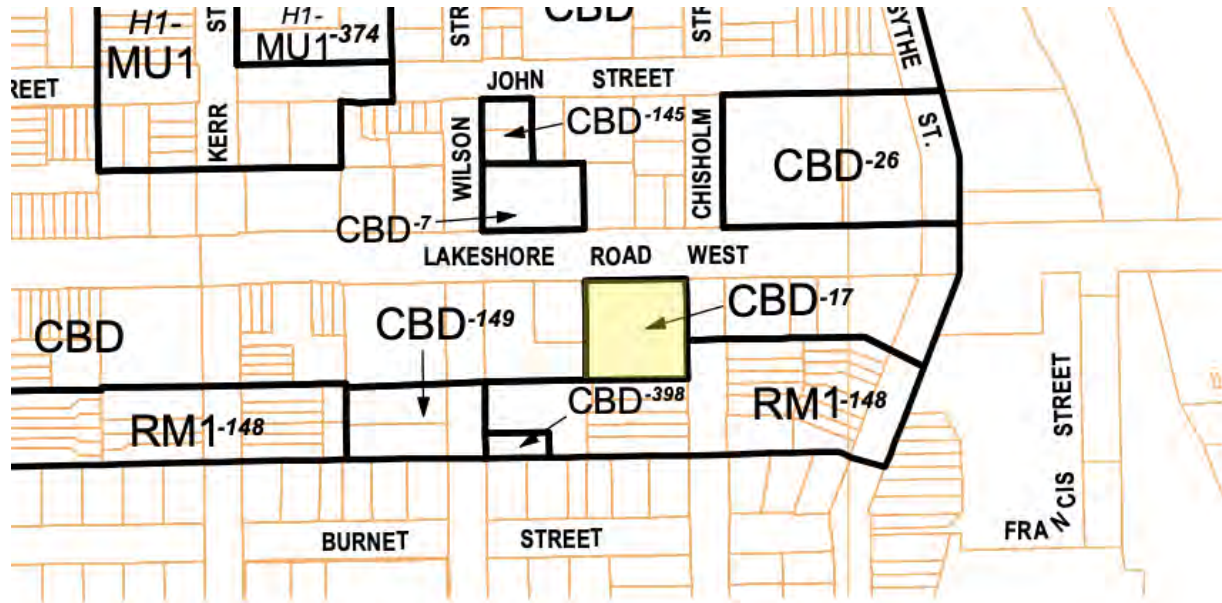 H1-
MU1
ST
H1-
MU1-374
STR
CBD
STR
SYTHE
ST.
REET
JOHN STREET
KERR
WILSON
CBD-145
CHISHOLM
CBD-26
CBD-7
LAKESHORE ROAD WEST
CBD
CBD-149
CBD-17
RM1-148
CBD-398
RM1-148
FRANCIS STREET
BURNET STREET